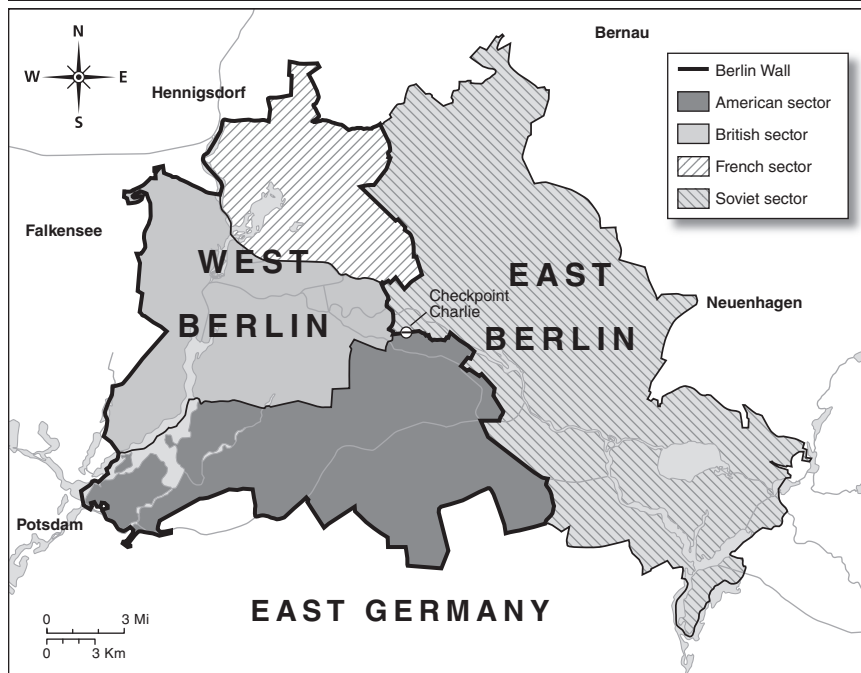 N
W E
S
Bernau
Hennigsdorf
Berlin Wall
American sector
British sector
French sector
Soviet sector
Falkensee
WEST
BERLIN
EAST
BERLIN
Checkpoint
Charlie
Neuenhagen
Potsdam
EAST GERMANY
0 3 Mi
0 3 Km